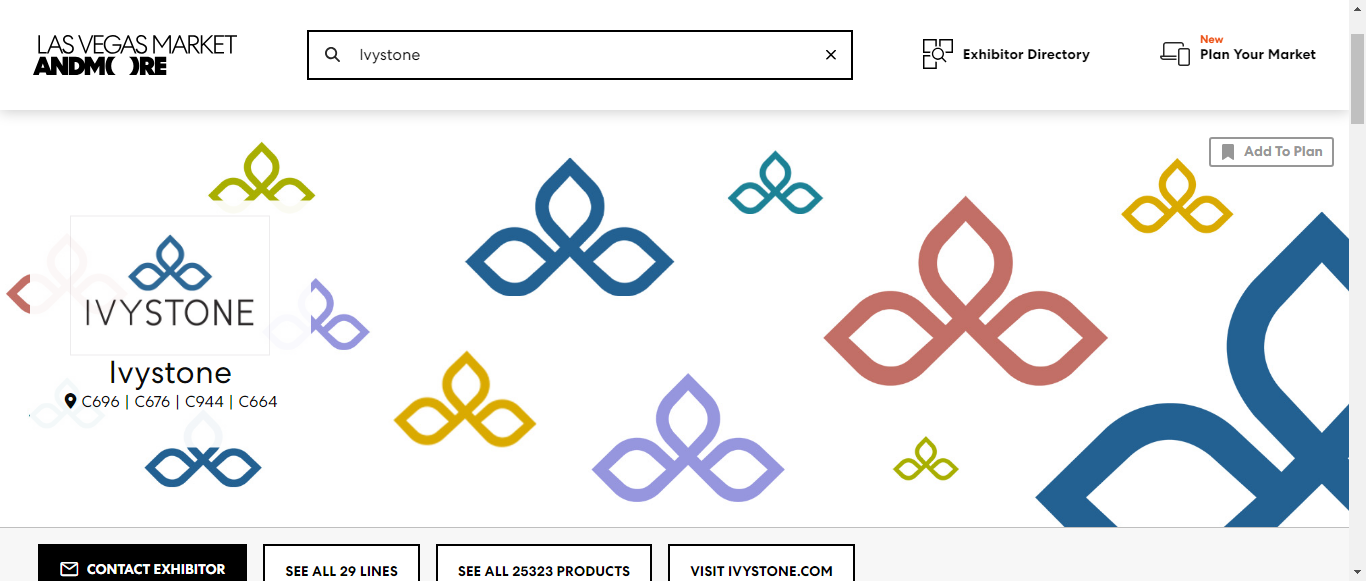 LAS VEGAS MARKET
ANDMORE
Ivystone
Exhibitor Directory
New
Plan Your Market
Add To Plan
IVYSTONE
Ivystone
C696 | C676 | C944 | C664
CONTACT EXHIBITOR
SEE ALL 29 LINES
SEE ALL 25323 PRODUCTS
VISIT IVYSTONE.COM